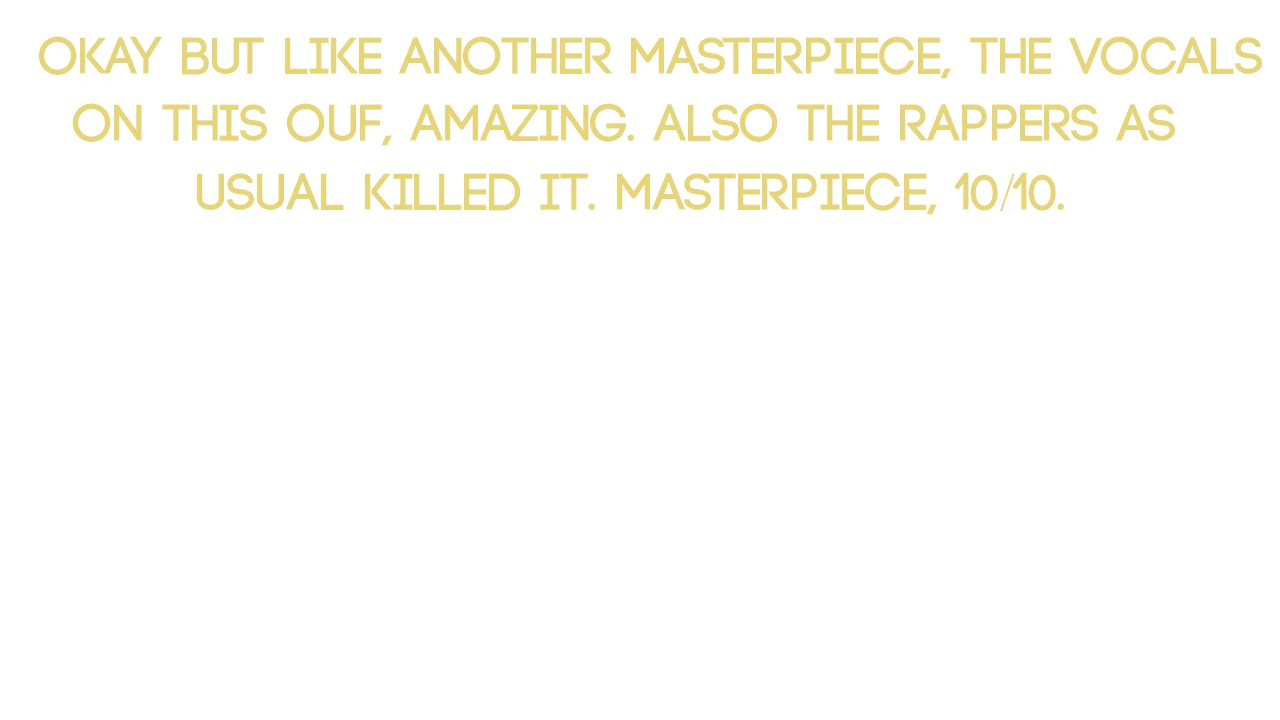 OKAY BUT LIKE ANOTHER MASTERPIECE, THE VOCALS
ON THIS OUF, AMAZING. ALSO THE RAPPERS AS
USUAL KILLED IT. MASTERPIECE, 10/10.